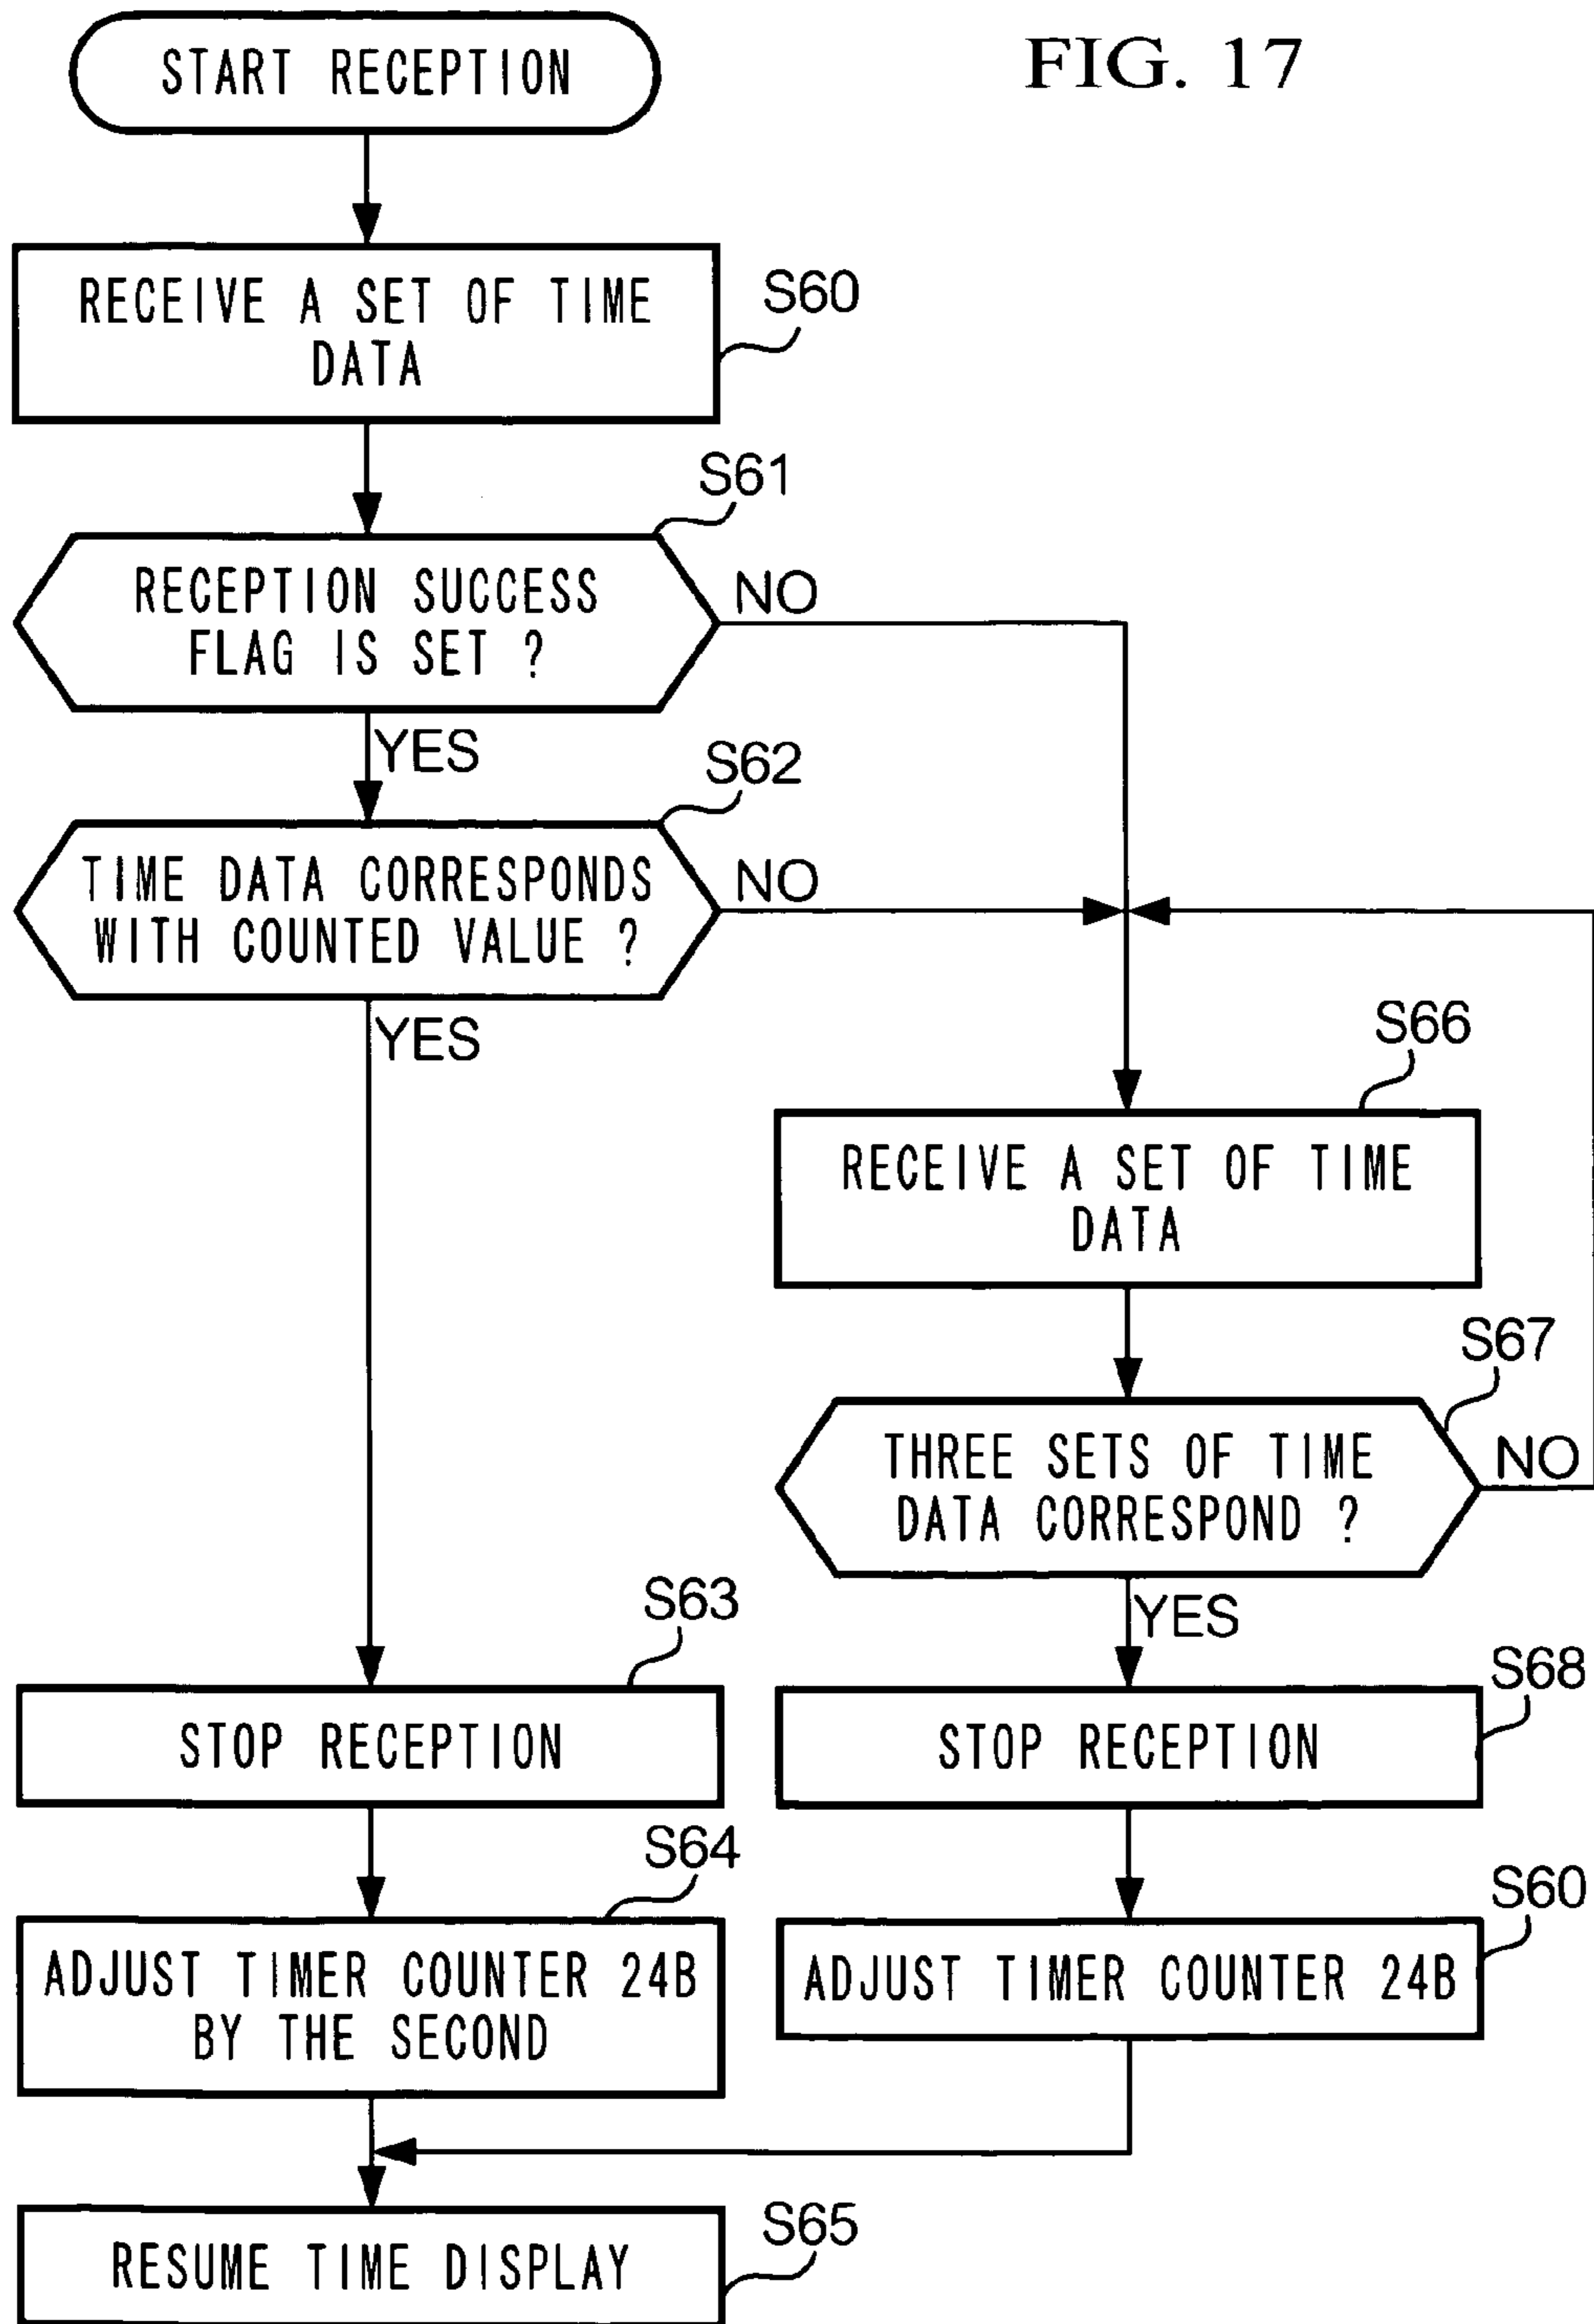 FIG. 17
START RECEPTION
RECEIVE A SET OF TIME
DATA
S60
S61
RECEPTION SUCCESS
FLAG IS SET ?
NO
YES
S62
TIME DATA CORRESPONDS
WITH COUNTED VALUE ?
NO
YES
S66
RECEIVE A SET OF TIME
DATA
S67
THREE SETS OF TIME
DATA CORRESPOND ?
NO
YES
S63
STOP RECEPTION
S68
STOP RECEPTION
S64
ADJUST TIMER COUNTER 24B
BY THE SECOND
S60
ADJUST TIMER COUNTER 24B
S65
RESUME TIME DISPLAY